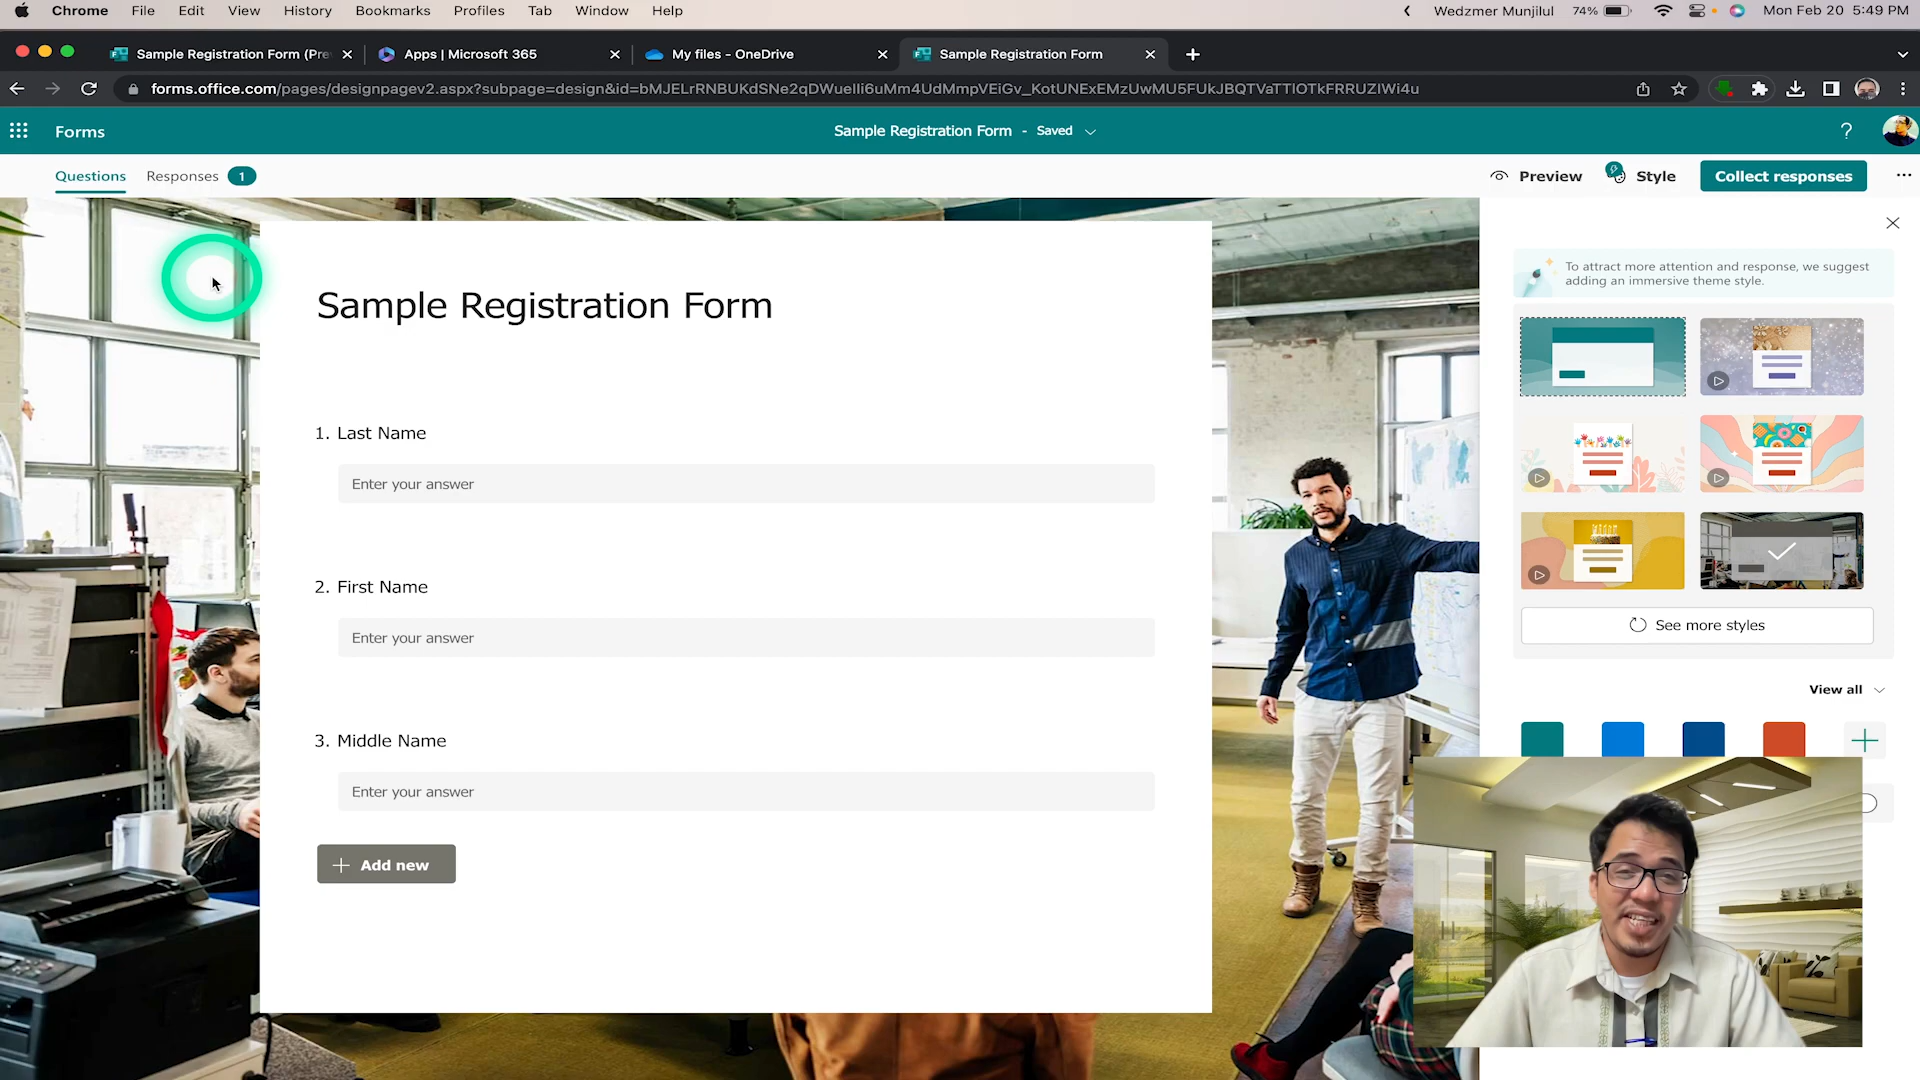 Chrome File Edit View History Bookmarks Profiles Tab Window Help Wedzmer Munjilul 74% Mon Feb 20 5:49 PM
Sample Registration Form (Pre Apps | Microsoft 365 My files - OneDrive Sample Registration Form
forms.office.com/pages/designpagev2.aspx?subpage=design&id=bMJELrRNBUKdSNe2qDWueIIi6uMm4UdMmpVEiGv_KotUNExEMzUwMU5FUkJBQTVaTTlOTkFRRUZIWi4u
Forms Sample Registration Form - Saved ?
Questions Responses 1 Preview Style Collect responses
To attract more attention and response, we suggest
adding an immersive theme style.
Sample Registration Form
1. Last Name
Enter your answer
2. First Name
Enter your answer
See more styles
View all
3. Middle Name
Enter your answer
Add new